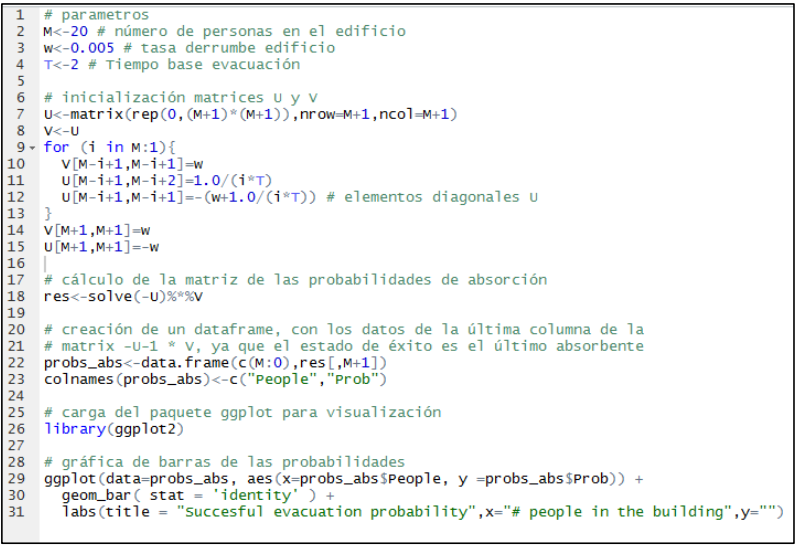 1 # parametros
2 M<-20 # número de personas en el edificio
3 w<-0.005 # tasa derrumbe edificio
4 T<-2 # Tiempo base evacuación
5
6 # inicialización matrices U y V
7 U<-matrix(rep(0,(M+1)*(M+1)),nrow=M+1,ncol=M+1)
8 V<-U
9 for (i in M:1){
10   V[M-i+1,M-i+1]=w
11   U[M-i+1,M-i+2]=1.0/(i*T)
12   U[M-i+1,M-i+1]=-(w+1.0/(i*T)) # elementos diagonales U
13 }
14 V[M+1,M+1]=w
15 U[M+1,M+1]=-w
16
17 # cálculo de la matriz de las probabilidades de absorción
18 res<-solve(-U)%*%V
19
20 # creación de un dataframe, con los datos de la última columna de la
21 # matrix -U-1 * V, ya que el estado de éxito es el último absorbente
22 probs_abs<-data.frame(c(M:0),res[,M+1])
23 colnames(probs_abs)<-c("People","Prob")
24
25 # carga del paquete ggplot para visualización
26 library(ggplot2)
27
28 # gráfica de barras de las probabilidades
29 ggplot(data=probs_abs, aes(x=probs_abs$People, y =probs_abs$Prob)) +
30   geom_bar( stat = 'identity' ) +
31   labs(title = "Succesful evacuation probability",x="# people in the building",y="")